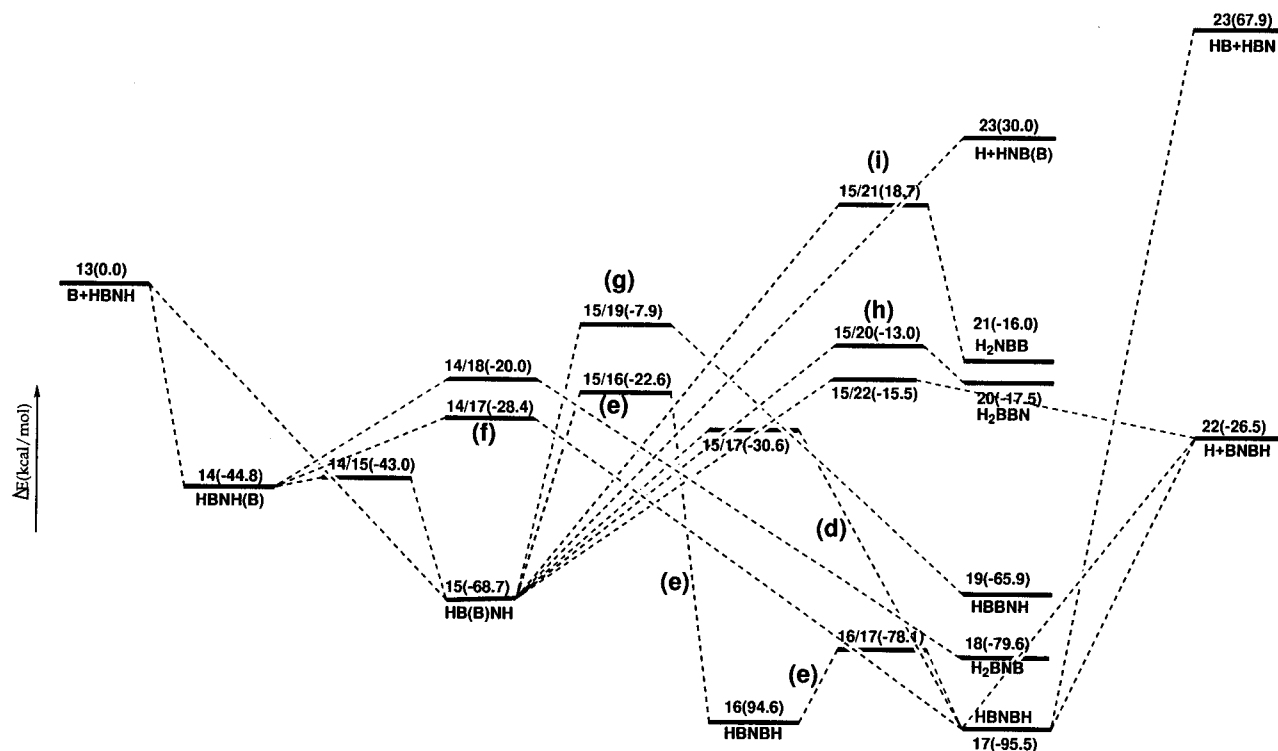 23(67.9)
HB+HBN
23(30.0)
H+HNB(B)
(i)
15/21(18.7)
13(0.0)
B+HBNH
(g)
15/19(-7.9)
(h)
15/20(-13.0)
21(-16.0)
H₂NBB
14/18(-20.0)
15/16(-22.6)
(e)
15/22(-15.5)
20(-17.5)
H₂BBN
14/17(-28.4)
(f)
15/17(-30.6)
22(-26.5)
H+BNBH
14/15(-43.0)
14(-44.8)
HBNH(B)
ΔE(kcal/mol)
(d)
15(-68.7)
HB(B)NH
(e)
19(-65.9)
HBBNH
16/17(-78.1)
18(-79.6)
H₂BNB
(e)
16(94.6)
HBNBH
HBNBH
17(-95.5)